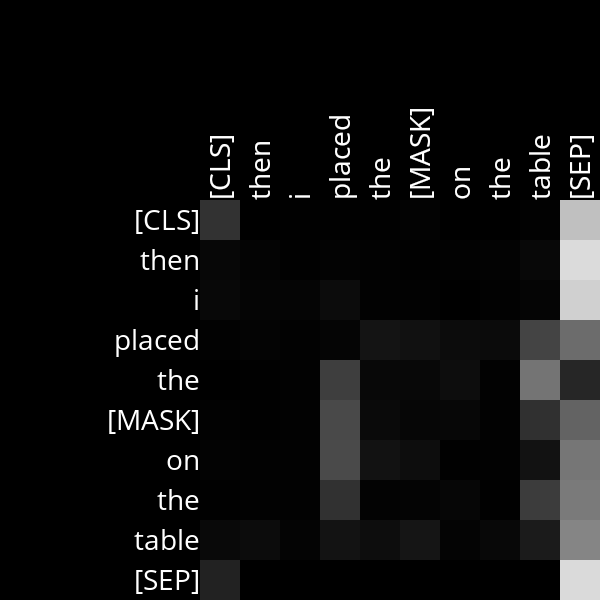 [CLS] then i placed the [MASK] on the table [SEP]
[CLS]
then
i
placed
the
[MASK]
on
the
table
[SEP]